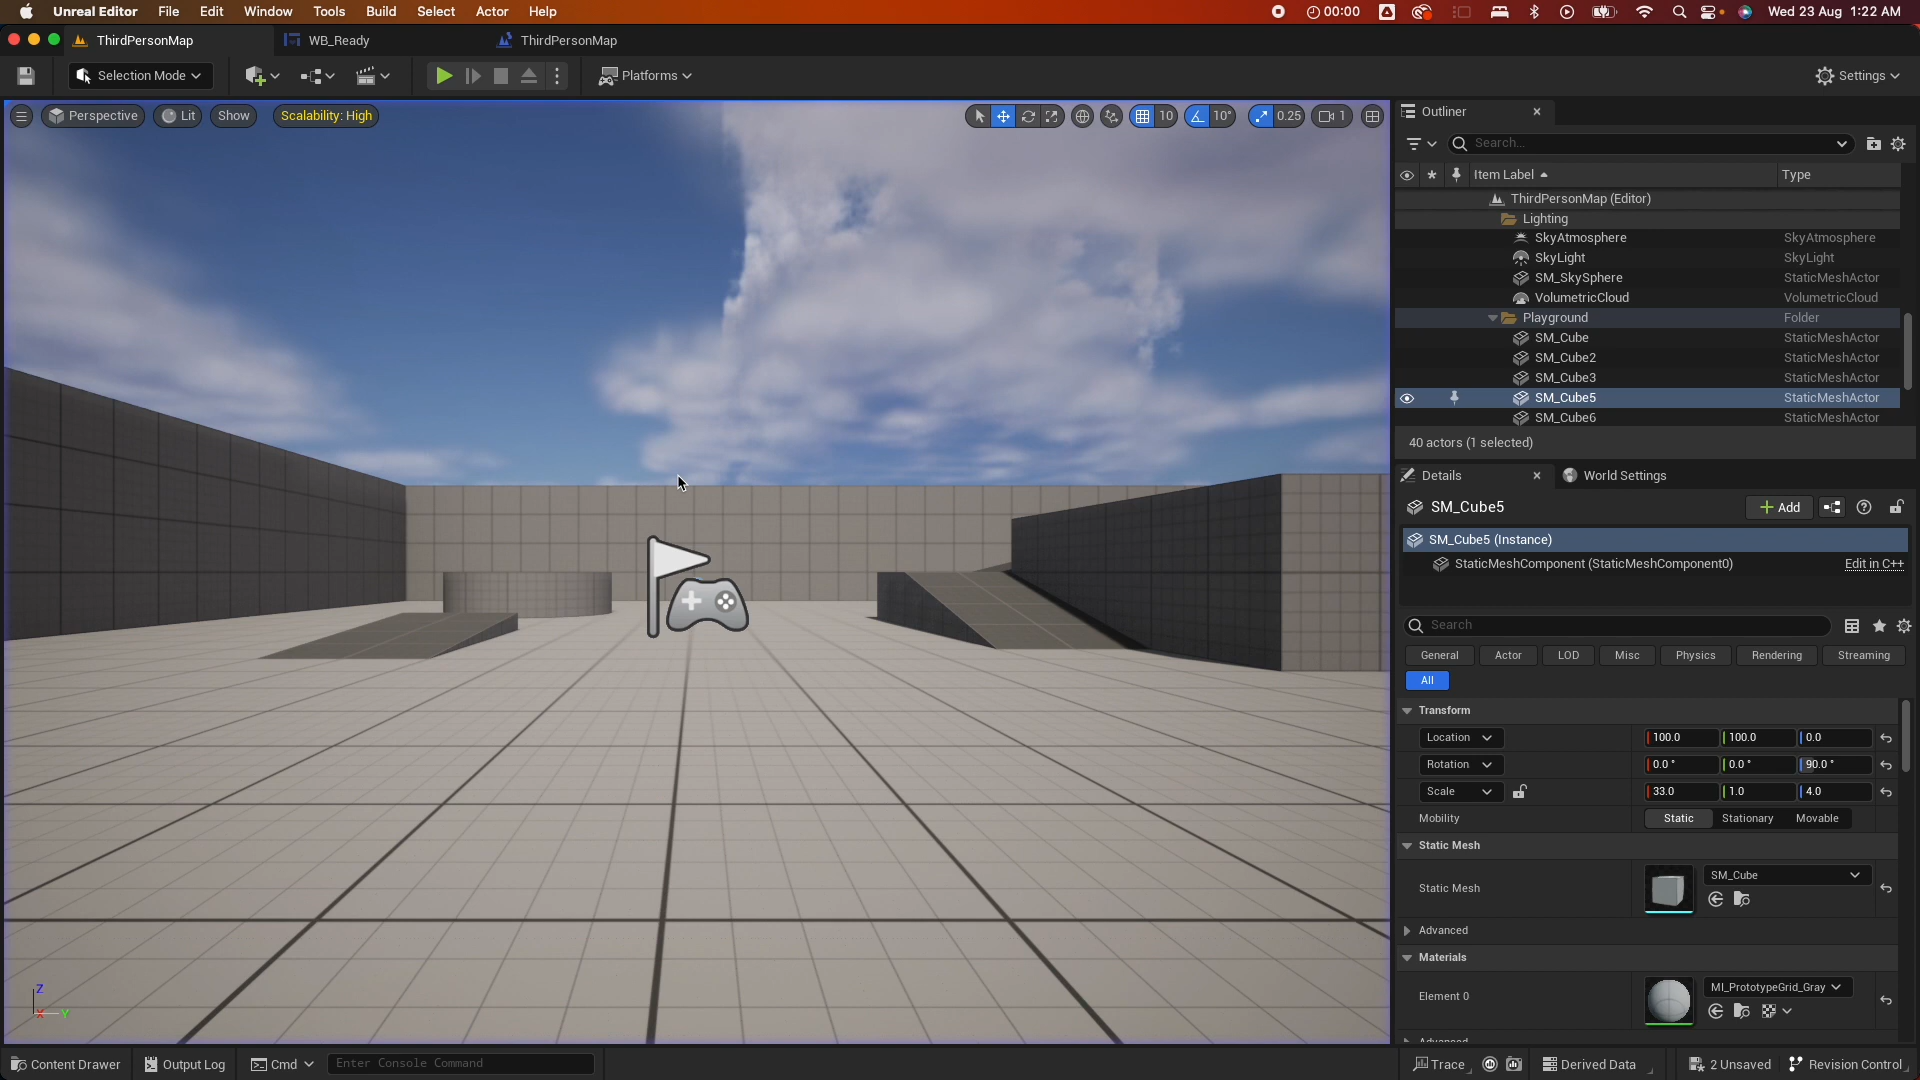 Unreal Editor File Edit Window Tools Build Select Actor Help 00:00 Wed 23 Aug 1:22 AM
ThirdPersonMap WB_Ready ThirdPersonMap
Selection Mode Platforms Settings
Perspective Lit Show Scalability: High 10 10° 0.25 1
Outliner
Search...
Item Label Type
ThirdPersonMap (Editor)
Lighting
SkyAtmosphere SkyAtmosphere
SkyLight SkyLight
SM_SkySphere StaticMeshActor
VolumetricCloud VolumetricCloud
Playground Folder
SM_Cube StaticMeshActor
SM_Cube2 StaticMeshActor
SM_Cube3 StaticMeshActor
SM_Cube5 StaticMeshActor
SM_Cube6 StaticMeshActor
40 actors (1 selected)
Details World Settings
SM_Cube5 Add
SM_Cube5 (Instance)
StaticMeshComponent (StaticMeshComponent0) Edit in C++
Search
General Actor LOD Misc Physics Rendering Streaming
All
Transform
Location 100.0 100.0 0.0
Rotation 0.0 ° 0.0 ° 90.0 °
Scale 33.0 1.0 4.0
Mobility Static Stationary Movable
Static Mesh
Static Mesh SM_Cube
Advanced
Materials
Element 0 MI_PrototypeGrid_Gray
Advanced
Z
X Y
Content Drawer Output Log Cmd Enter Console Command Trace Derived Data 2 Unsaved Revision Control